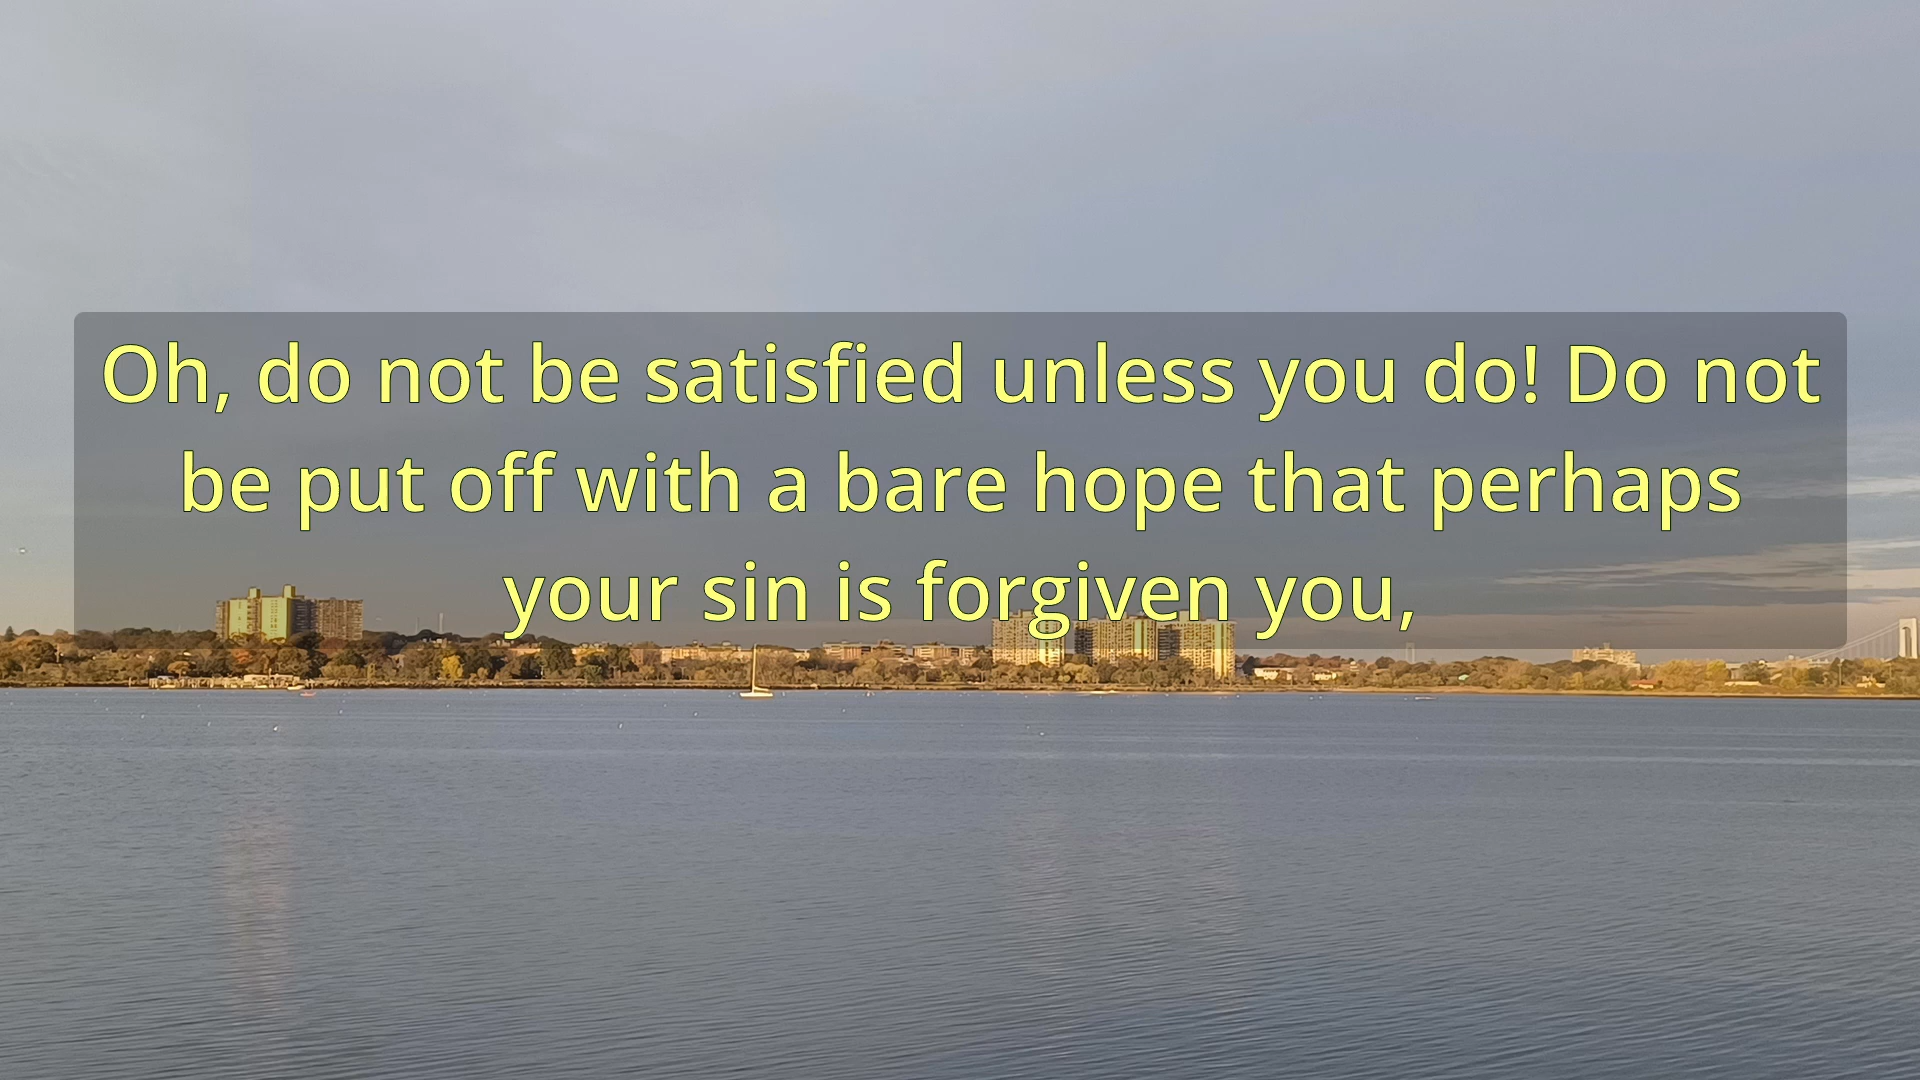 Oh, do not be satisfied unless you do! Do not
be put off with a bare hope that perhaps
your sin is forgiven you,